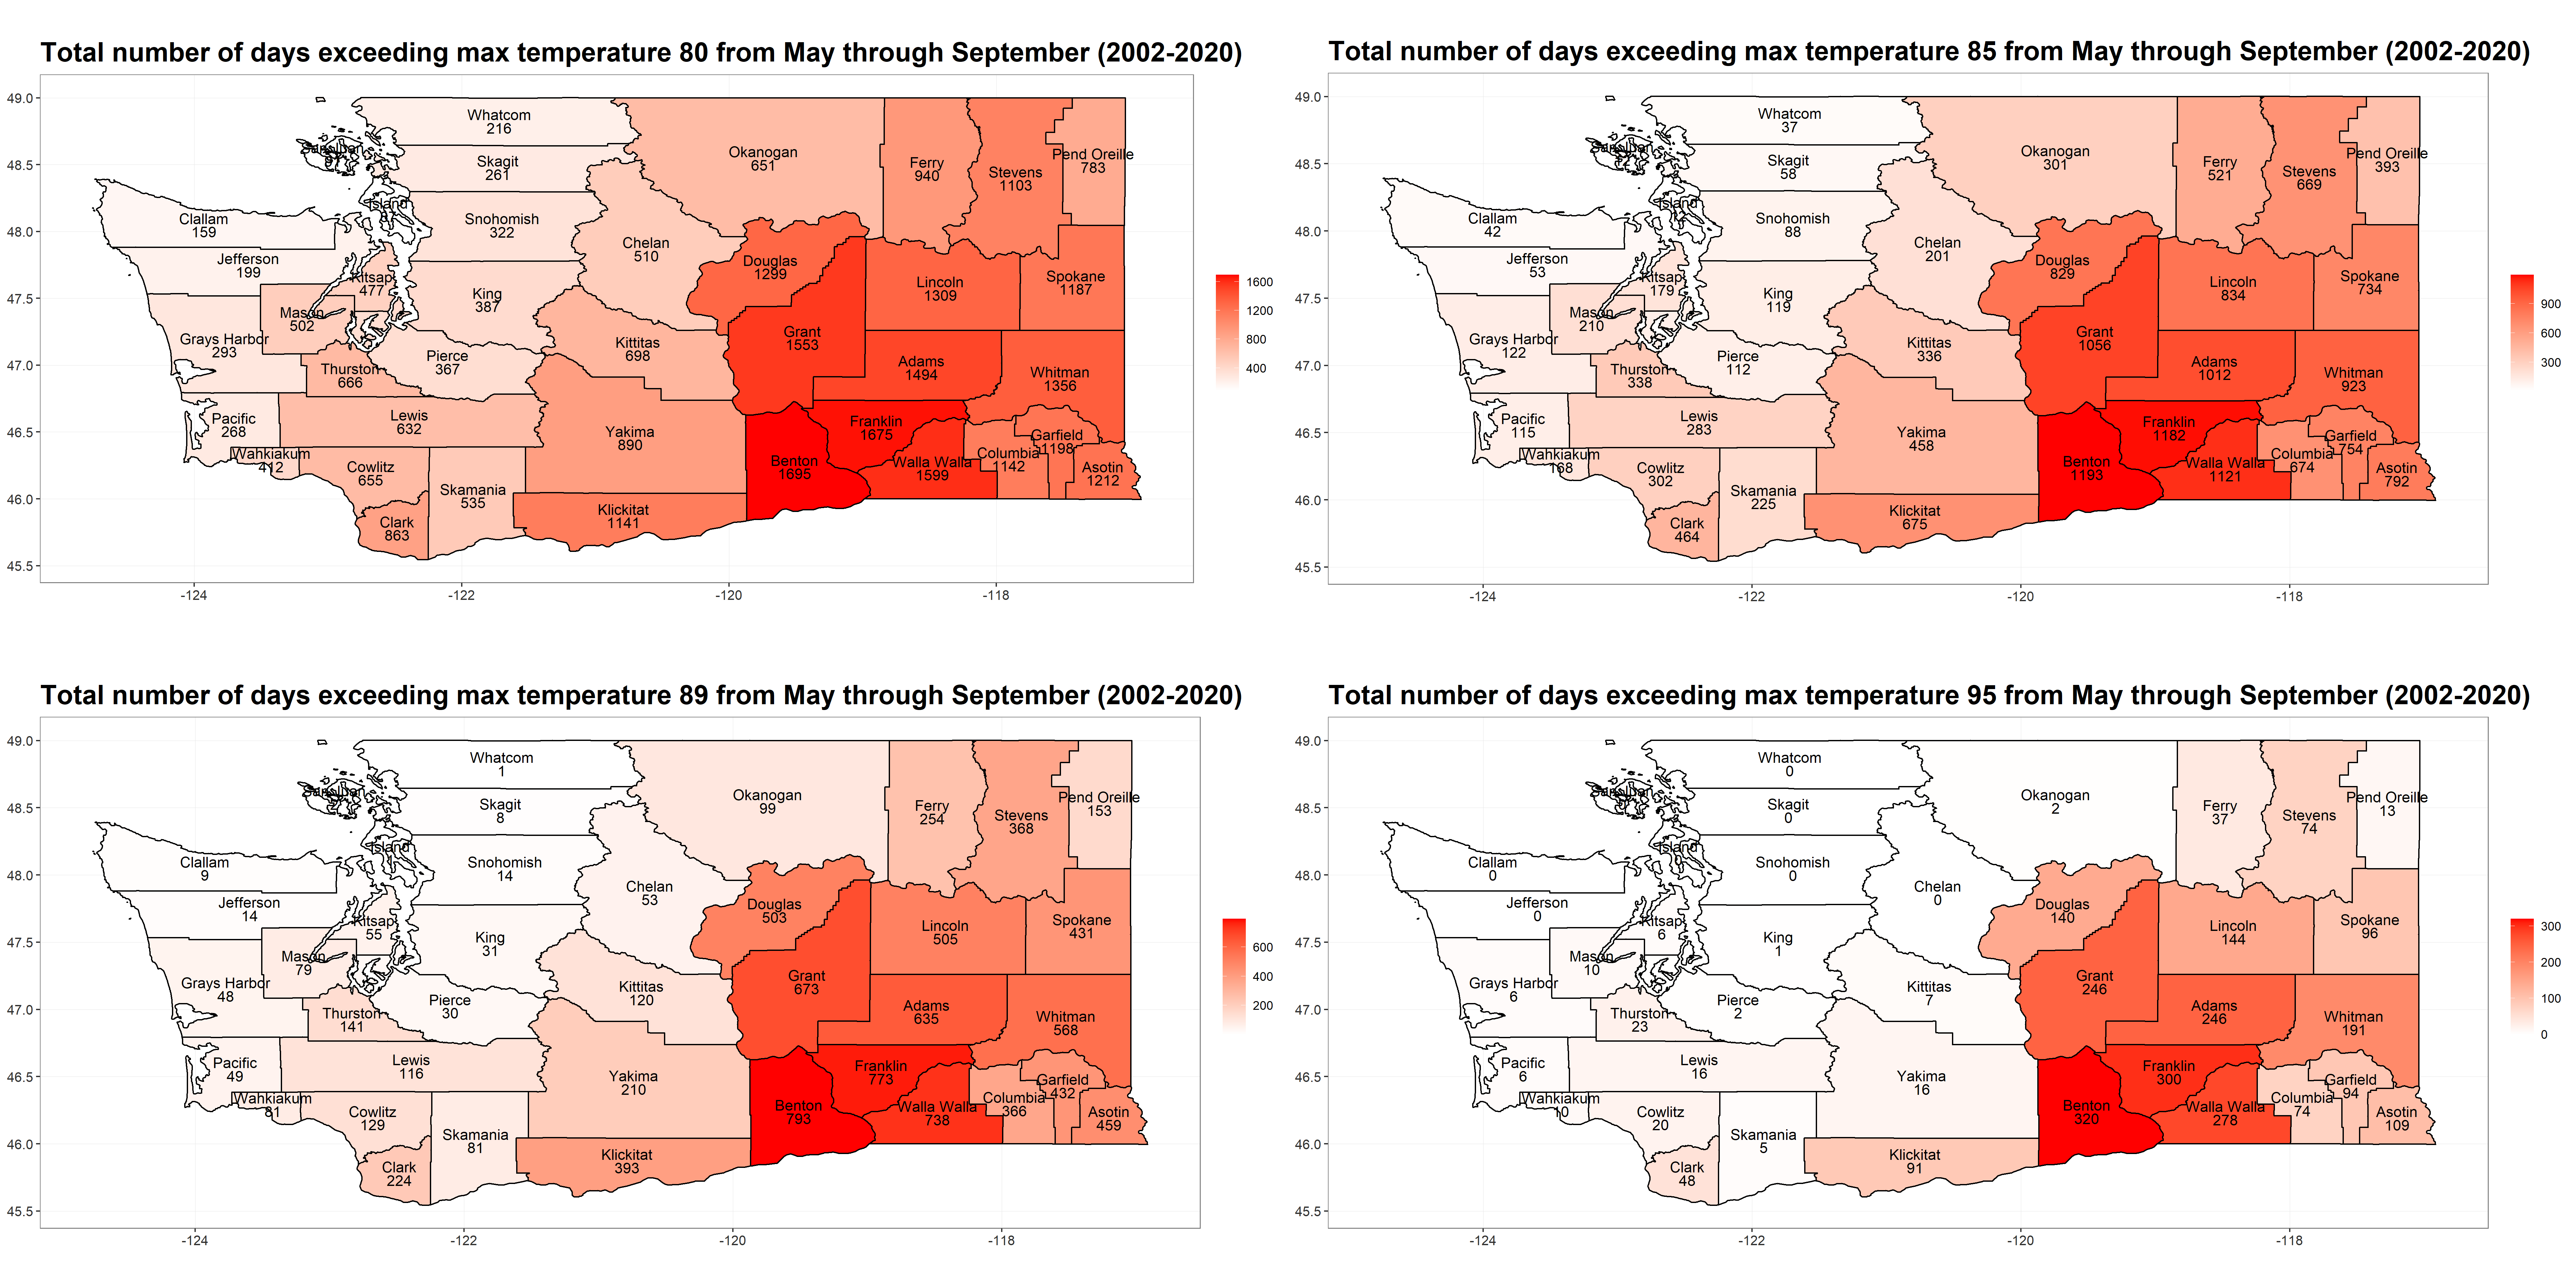 Total number of days exceeding max temperature 80 from May through September (2002-2020)
49.0
48.5
48.0
47.5
47.0
46.5
46.0
45.5
-124
-122
-120
-118
Whatcom
216
Skagit
261
Okanogan
651
Ferry
940
Stevens
1103
Pend Oreille
783
San Juan
Island
Clallam
159
Snohomish
322
Chelan
510
Jefferson
199
Kitsap
477
Douglas
1299
Lincoln
1309
Spokane
1187
King
387
Mason
502
Grays Harbor
293
Grant
1553
Kittitas
698
Pierce
367
Thurston
666
Adams
1494
Whitman
1356
Pacific
268
Lewis
632
Yakima
890
Franklin
1675
Garfield
1198
Wahkiakum
412
Cowlitz
655
Benton
1695
Walla Walla
1599
Columbia
1142
Asotin
1212
Skamania
535
Clark
863
Klickitat
1141
1600
1200
800
400
Total number of days exceeding max temperature 85 from May through September (2002-2020)
49.0
48.5
48.0
47.5
47.0
46.5
46.0
45.5
-124
-122
-120
-118
Whatcom
37
Skagit
58
Okanogan
301
Ferry
521
Stevens
669
Pend Oreille
393
San Juan
Island
Clallam
42
Snohomish
88
Chelan
201
Jefferson
53
Kitsap
179
Douglas
829
Lincoln
834
Spokane
734
King
119
Mason
210
Grays Harbor
122
Grant
1056
Kittitas
336
Pierce
112
Thurston
338
Adams
1012
Whitman
923
Pacific
115
Lewis
283
Yakima
458
Franklin
1182
Garfield
754
Wahkiakum
168
Cowlitz
302
Benton
1193
Walla Walla
1121
Columbia
674
Asotin
792
Skamania
225
Clark
464
Klickitat
675
900
600
300
Total number of days exceeding max temperature 89 from May through September (2002-2020)
49.0
48.5
48.0
47.5
47.0
46.5
46.0
45.5
-124
-122
-120
-118
Whatcom
1
Skagit
8
Okanogan
99
Ferry
254
Stevens
368
Pend Oreille
153
San Juan
Island
Clallam
9
Snohomish
14
Chelan
53
Jefferson
14
Kitsap
55
Douglas
503
Lincoln
505
Spokane
431
King
31
Mason
79
Grays Harbor
48
Grant
673
Kittitas
120
Pierce
30
Thurston
141
Adams
635
Whitman
568
Pacific
49
Lewis
116
Yakima
210
Franklin
773
Garfield
432
Wahkiakum
81
Cowlitz
129
Benton
793
Walla Walla
738
Columbia
366
Asotin
459
Skamania
81
Clark
224
Klickitat
393
600
400
200
Total number of days exceeding max temperature 95 from May through September (2002-2020)
49.0
48.5
48.0
47.5
47.0
46.5
46.0
45.5
-124
-122
-120
-118
Whatcom
0
Skagit
0
Okanogan
2
Ferry
37
Stevens
74
Pend Oreille
13
San Juan
Island
Clallam
0
Snohomish
0
Chelan
0
Jefferson
0
Kitsap
6
Douglas
140
Lincoln
144
Spokane
96
King
1
Mason
10
Grays Harbor
6
Grant
246
Kittitas
7
Pierce
2
Thurston
23
Adams
246
Whitman
191
Pacific
6
Lewis
16
Yakima
16
Franklin
300
Garfield
94
Wahkiakum
10
Cowlitz
20
Benton
320
Walla Walla
278
Columbia
74
Asotin
109
Skamania
5
Clark
48
Klickitat
91
300
200
100
0